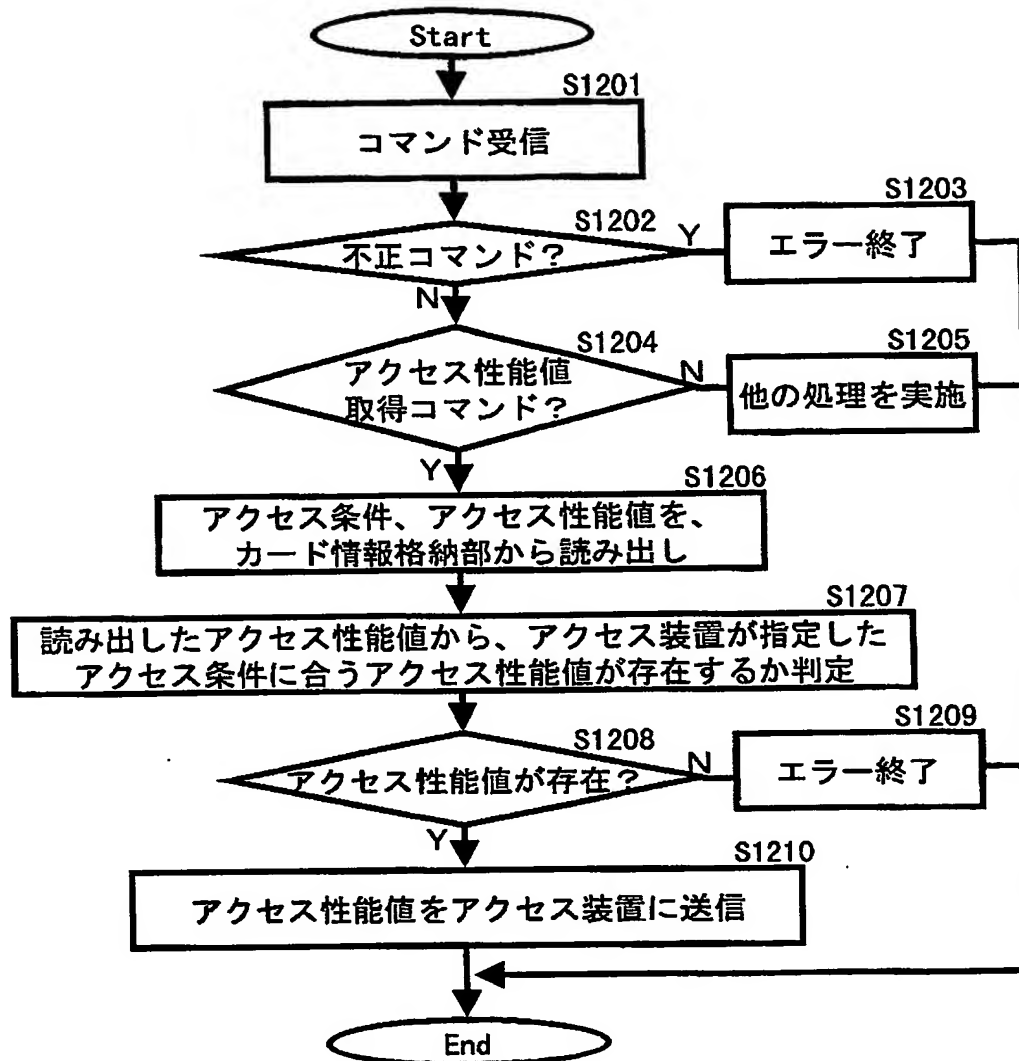 Start
S1201
コマンド受信
S1202
不正コマンド？
Y
N
S1203
エラー終了
S1204
アクセス性能値
取得コマンド？
N
Y
S1205
他の処理を実施
S1206
アクセス条件、アクセス性能値を、
カード情報格納部から読み出し
S1207
読み出したアクセス性能値から、アクセス装置が指定した
アクセス条件に合うアクセス性能値が存在するか判定
S1208
アクセス性能値が存在？
N
Y
S1209
エラー終了
S1210
アクセス性能値をアクセス装置に送信
End